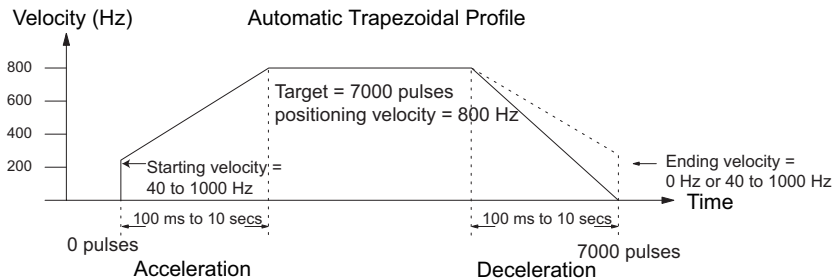 Velocity (Hz)
Automatic Trapezoidal Profile
800
600
400
200
Target = 7000 pulses
positioning velocity = 800 Hz
Starting velocity =
40 to 1000 Hz
Ending velocity =
0 Hz or 40 to 1000 Hz
Time
100 ms to 10 secs
100 ms to 10 secs
0 pulses
7000 pulses
Acceleration
Deceleration